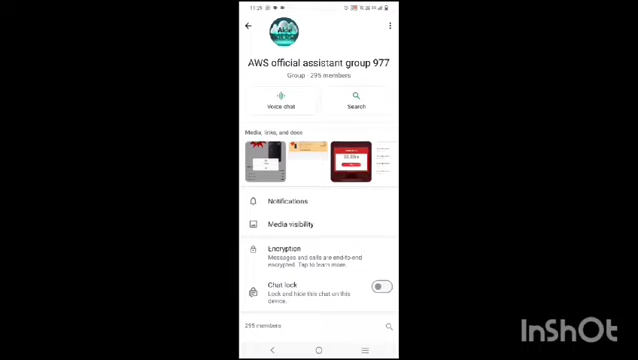 11:29
AWS official assistant group 977
Group · 295 members
Voice chat
Search
Media, links, and docs
Notifications
Media visibility
Encryption
Messages and calls are end-to-end
encrypted. Tap to learn more.
Chat lock
Lock and hide this chat on this
device.
295 members
InShOt